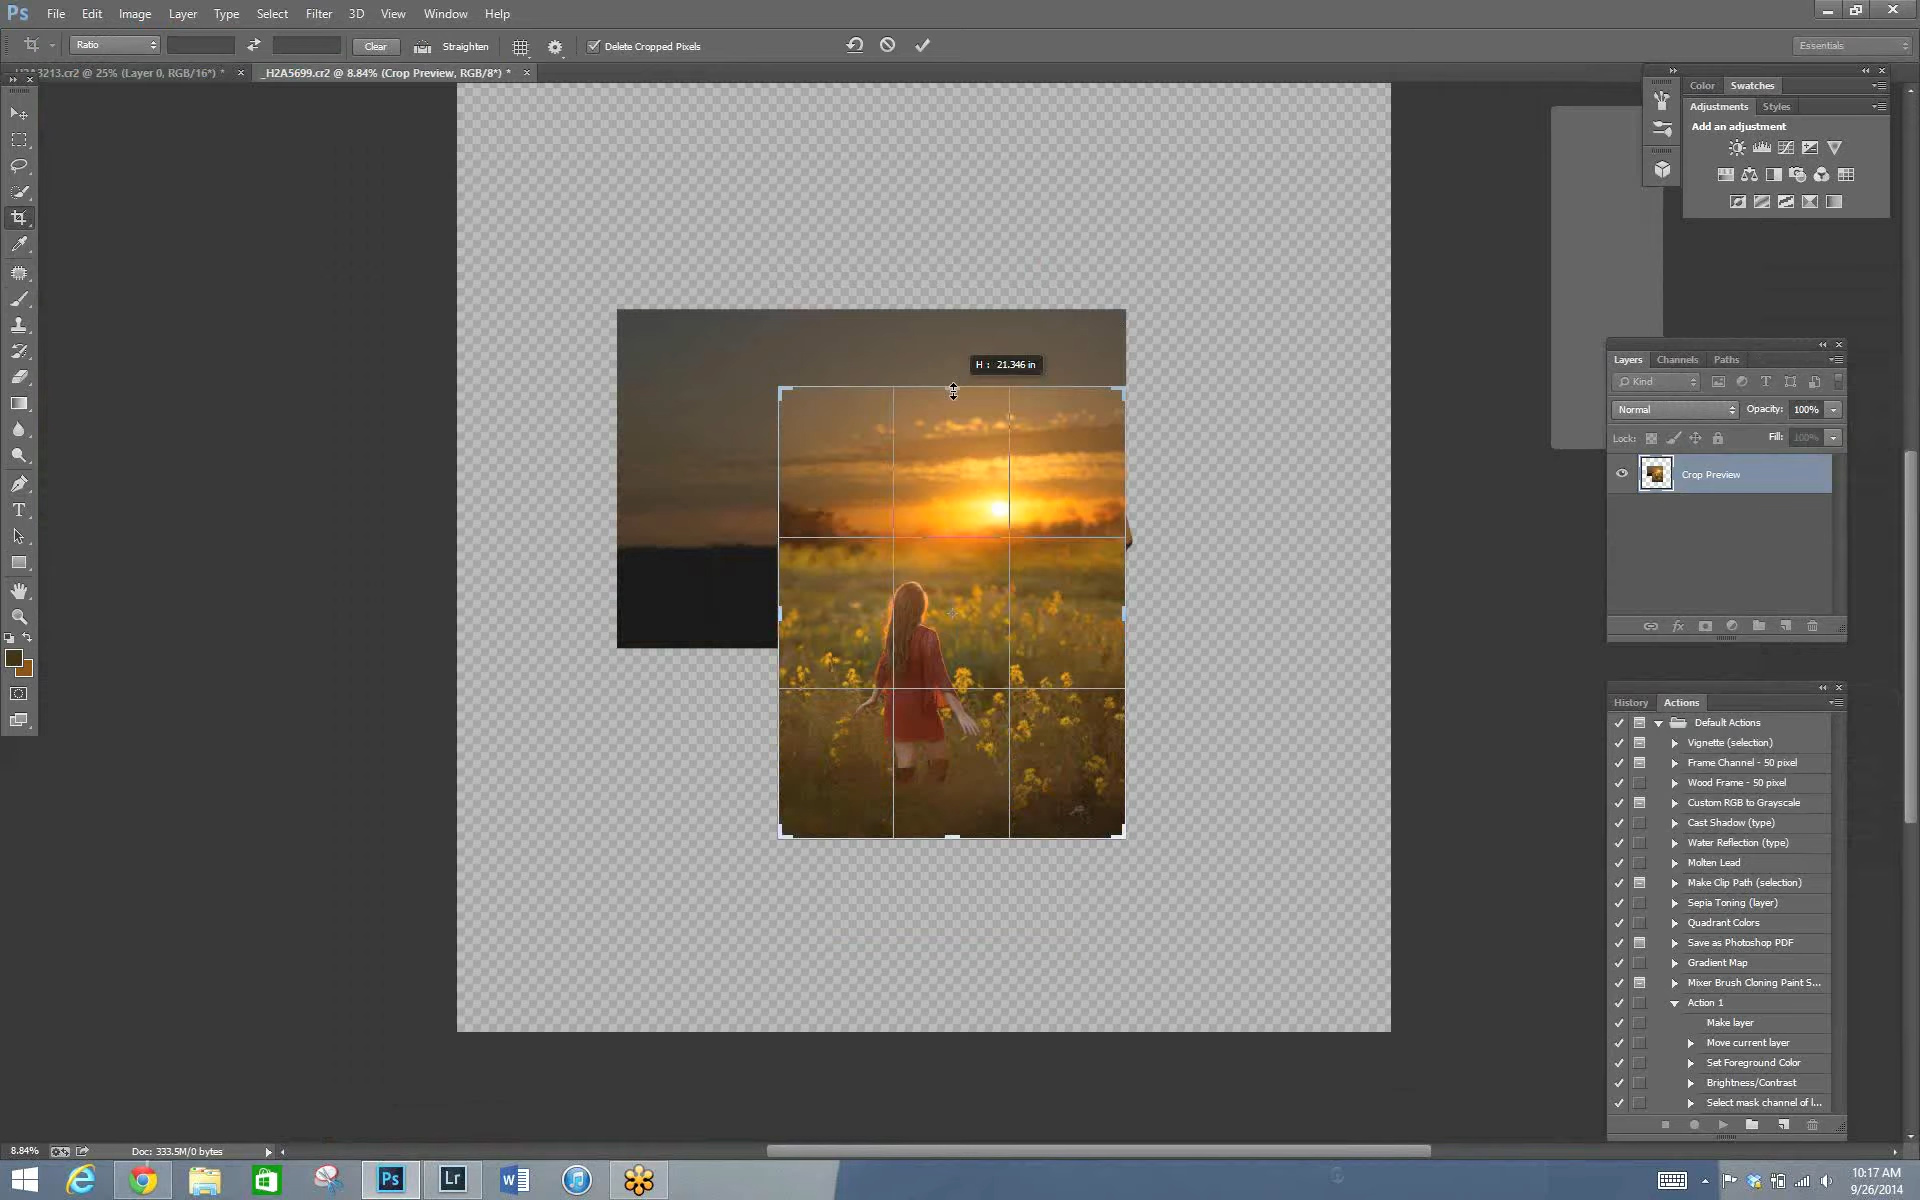 Ps File Edit Image Layer Type Select Filter 3D View Window Help
Ratio Clear Straighten Delete Cropped Pixels Essentials
3213.cr2 @ 25% (Layer 0, RGB/16*) * × _H2A5699.cr2 @ 8.84% (Crop Preview, RGB/8*) * ×
Color Swatches
Adjustments Styles
Add an adjustment
H : 21.346 in
Layers Channels Paths
Kind
Normal Opacity: 100%
Lock: Fill: 100%
Crop Preview
History Actions
Default Actions
Vignette (selection)
Frame Channel - 50 pixel
Wood Frame - 50 pixel
Custom RGB to Grayscale
Cast Shadow (type)
Water Reflection (type)
Molten Lead
Make Clip Path (selection)
Sepia Toning (layer)
Quadrant Colors
Save as Photoshop PDF
Gradient Map
Mixer Brush Cloning Paint S...
Action 1
Make layer
Move current layer
Set Foreground Color
Brightness/Contrast
Select mask channel of l...
8.84% Doc: 333.5M/0 bytes
Ps Lr
10:17 AM
9/26/2014